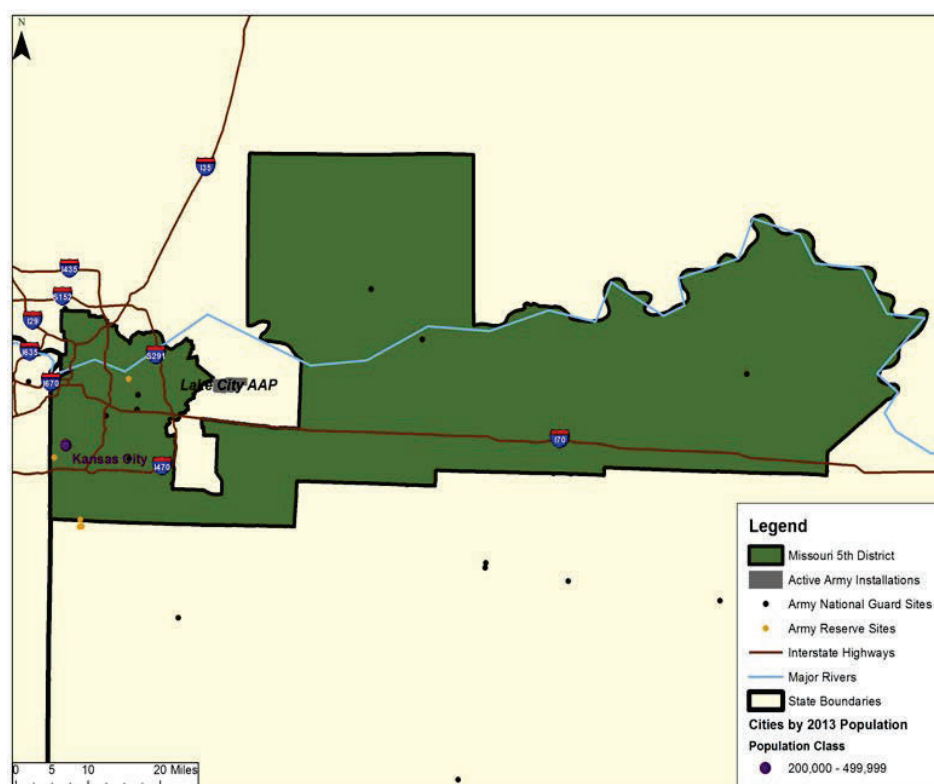 N
I35
I435
S152
I29
S291
I635
I670
Lake City AAP
I70
Kansas City
I470
Legend
Missouri 5th District
Active Army Installations
Army National Guard Sites
Army Reserve Sites
Interstate Highways
Major Rivers
State Boundaries
Cities by 2013 Population
Population Class
200,000 - 499,999
0 5 10 20 Miles